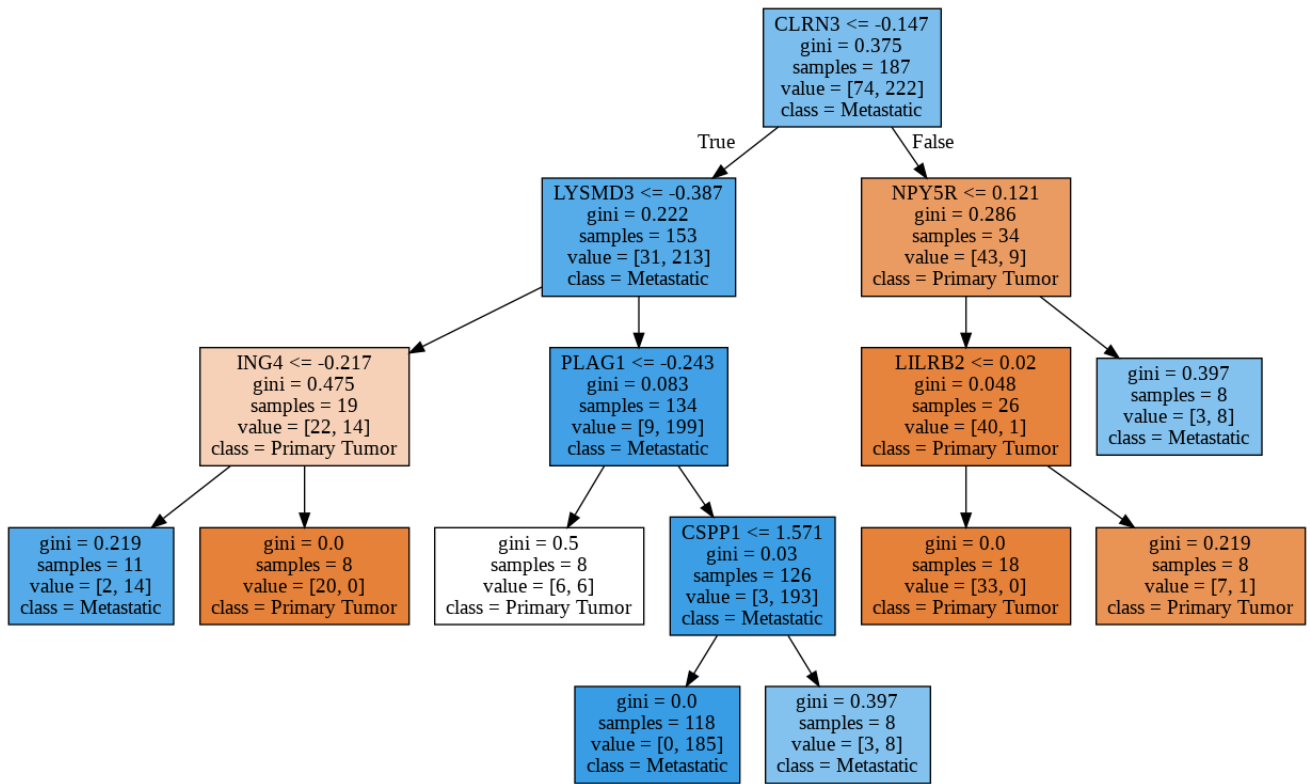 CLRN3 <= -0.147
gini = 0.375
samples = 187
value = [74, 222]
class = Metastatic
True
False
LYSMD3 <= -0.387
gini = 0.222
samples = 153
value = [31, 213]
class = Metastatic
NPY5R <= 0.121
gini = 0.286
samples = 34
value = [43, 9]
class = Primary Tumor
ING4 <= -0.217
gini = 0.475
samples = 19
value = [22, 14]
class = Primary Tumor
PLAG1 <= -0.243
gini = 0.083
samples = 134
value = [9, 199]
class = Metastatic
LILRB2 <= 0.02
gini = 0.048
samples = 26
value = [40, 1]
class = Primary Tumor
gini = 0.397
samples = 8
value = [3, 8]
class = Metastatic
gini = 0.219
samples = 11
value = [2, 14]
class = Metastatic
gini = 0.0
samples = 8
value = [20, 0]
class = Primary Tumor
gini = 0.5
samples = 8
value = [6, 6]
class = Primary Tumor
CSPP1 <= 1.571
gini = 0.03
samples = 126
value = [3, 193]
class = Metastatic
gini = 0.0
samples = 18
value = [33, 0]
class = Primary Tumor
gini = 0.219
samples = 8
value = [7, 1]
class = Primary Tumor
gini = 0.0
samples = 118
value = [0, 185]
class = Metastatic
gini = 0.397
samples = 8
value = [3, 8]
class = Metastatic